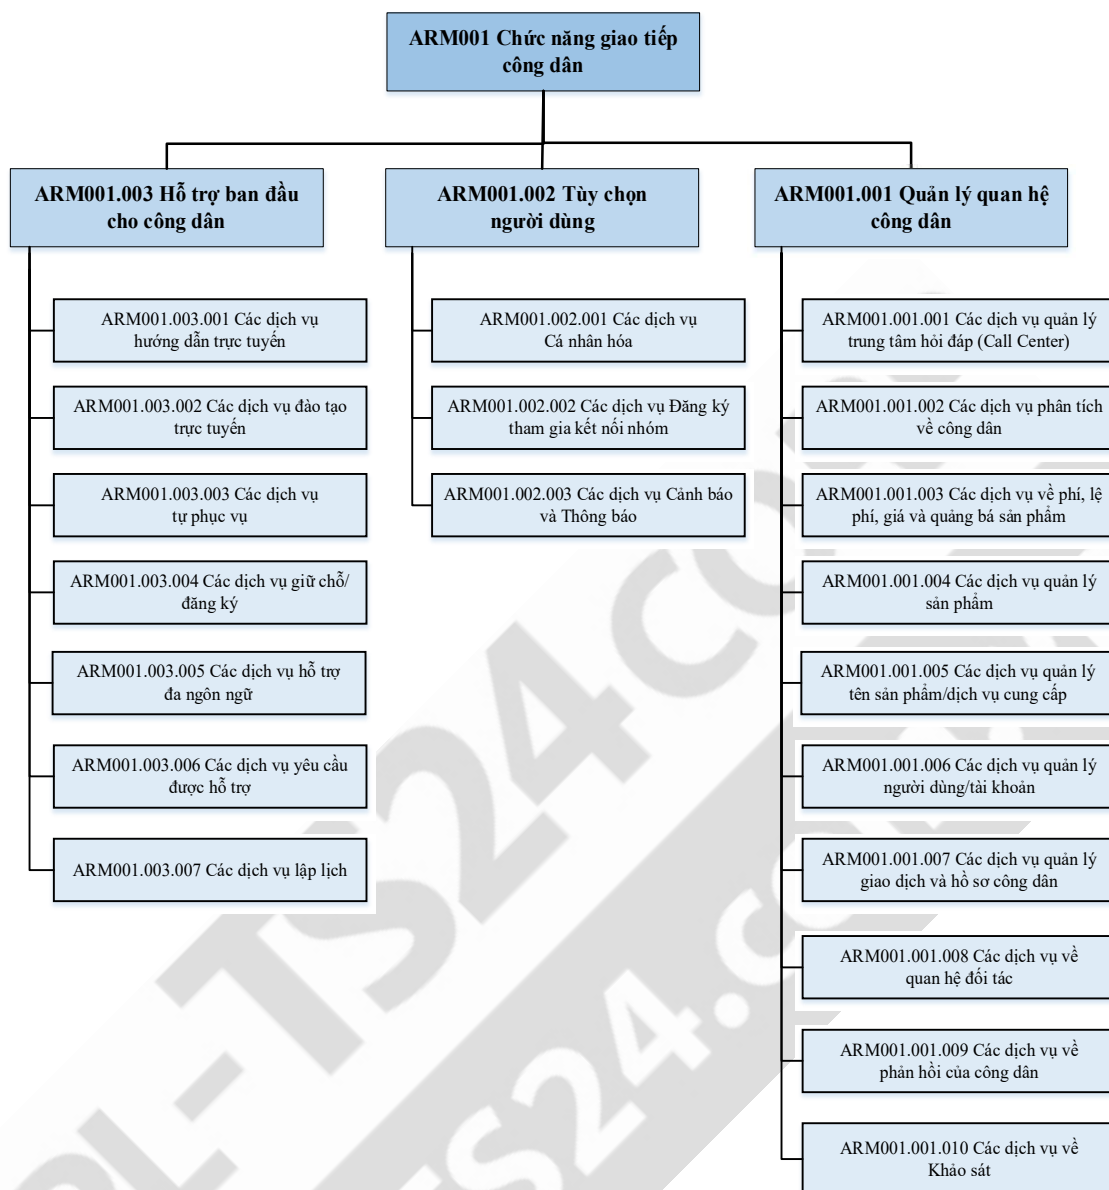 ARM001 Chức năng giao tiếp
công dân
ARM001.003 Hỗ trợ ban đầu
cho công dân
ARM001.003.001 Các dịch vụ
hướng dẫn trực tuyến
ARM001.003.002 Các dịch vụ đào tạo
trực tuyến
ARM001.003.003 Các dịch vụ
tự phục vụ
ARM001.003.004 Các dịch vụ giữ chỗ/
đăng ký
ARM001.003.005 Các dịch vụ hỗ trợ
đa ngôn ngữ
ARM001.003.006 Các dịch vụ yêu cầu
được hỗ trợ
ARM001.003.007 Các dịch vụ lập lịch
ARM001.002 Tùy chọn
người dùng
ARM001.002.001 Các dịch vụ
Cá nhân hóa
ARM001.002.002 Các dịch vụ Đăng ký
tham gia kết nối nhóm
ARM001.002.003 Các dịch vụ Cảnh báo
và Thông báo
ARM001.001 Quản lý quan hệ
công dân
ARM001.001.001 Các dịch vụ quản lý
trung tâm hỏi đáp (Call Center)
ARM001.001.002 Các dịch vụ phân tích
về công dân
ARM001.001.003 Các dịch vụ về phí, lệ
phí, giá và quảng bá sản phẩm
ARM001.001.004 Các dịch vụ quản lý
sản phẩm
ARM001.001.005 Các dịch vụ quản lý
tên sản phẩm/dịch vụ cung cấp
ARM001.001.006 Các dịch vụ quản lý
người dùng/tài khoản
ARM001.001.007 Các dịch vụ quản lý
giao dịch và hồ sơ công dân
ARM001.001.008 Các dịch vụ về
quan hệ đối tác
ARM001.001.009 Các dịch vụ về
phản hồi của công dân
ARM001.001.010 Các dịch vụ về
Khảo sát